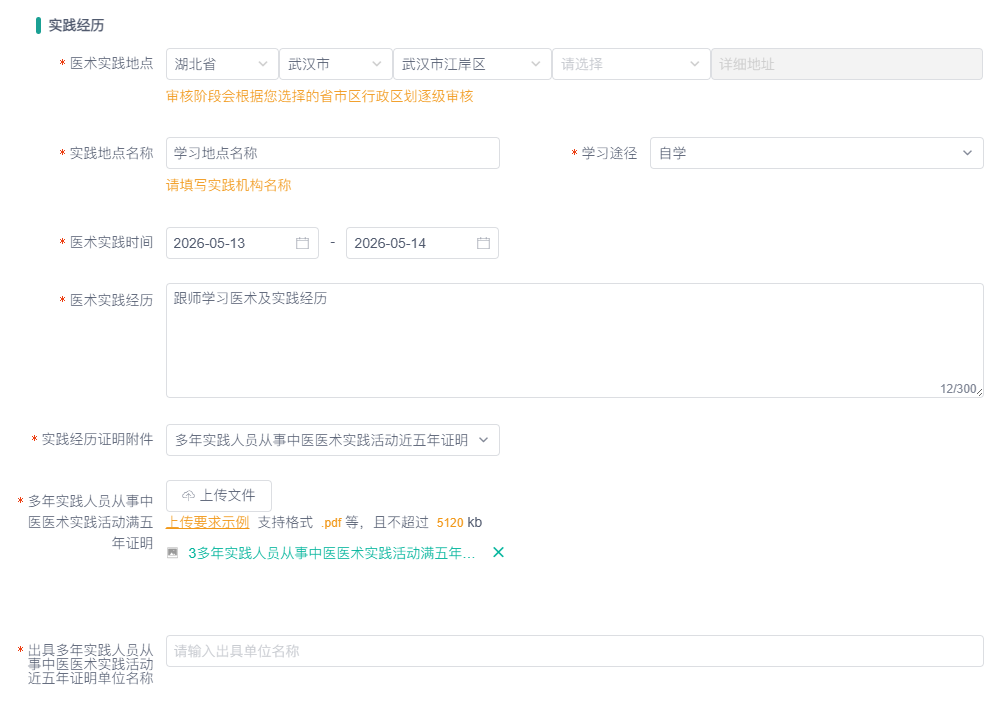 实践经历
* 医术实践地点 湖北省 武汉市 武汉市江岸区 请选择 详细地址
审核阶段会根据您选择的省市区行政区划逐级审核
* 实践地点名称 学习地点名称 * 学习途径 自学
请填写实践机构名称
* 医术实践时间 2026-05-13 - 2026-05-14
* 医术实践经历 跟师学习医术及实践经历
12/300
* 实践经历证明附件 多年实践人员从事中医医术实践活动近五年证明
* 多年实践人员从事中
医医术实践活动满五
年证明
上传文件
上传要求示例 支持格式 .pdf 等，且不超过 5120 kb
3多年实践人员从事中医医术实践活动满五年...
* 出具多年实践人员从
事中医医术实践活动
近五年证明单位名称
请输入出具单位名称